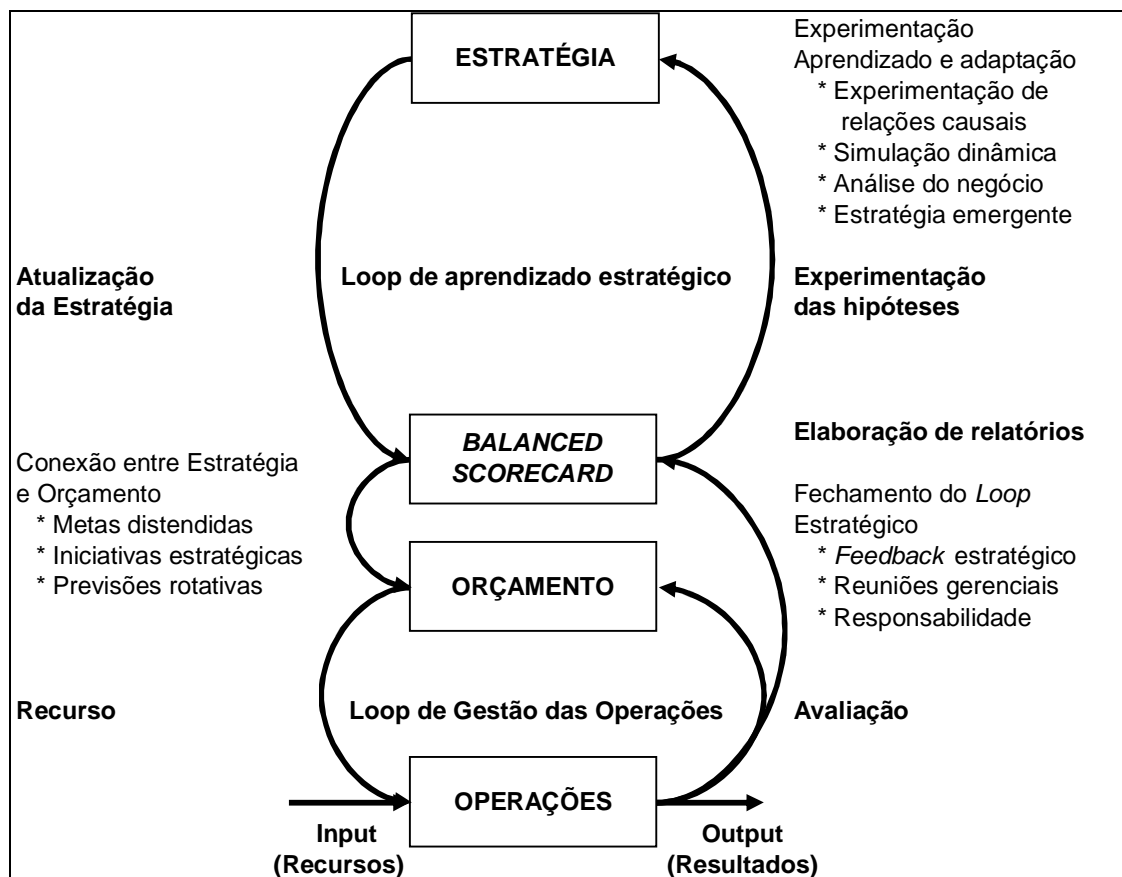 ESTRATÉGIA
Experimentação
Aprendizado e adaptação
* Experimentação de
relações causais
* Simulação dinâmica
* Análise do negócio
* Estratégia emergente
Atualização
da Estratégia
Loop de aprendizado estratégico
Experimentação
das hipóteses
BALANCED
SCORECARD
Elaboração de relatórios
Conexão entre Estratégia
e Orçamento
* Metas distendidas
* Iniciativas estratégicas
* Previsões rotativas
Fechamento do Loop
Estratégico
* Feedback estratégico
* Reuniões gerenciais
* Responsabilidade
ORÇAMENTO
Recurso
Loop de Gestão das Operações
Avaliação
OPERAÇÕES
Input
(Recursos)
Output
(Resultados)